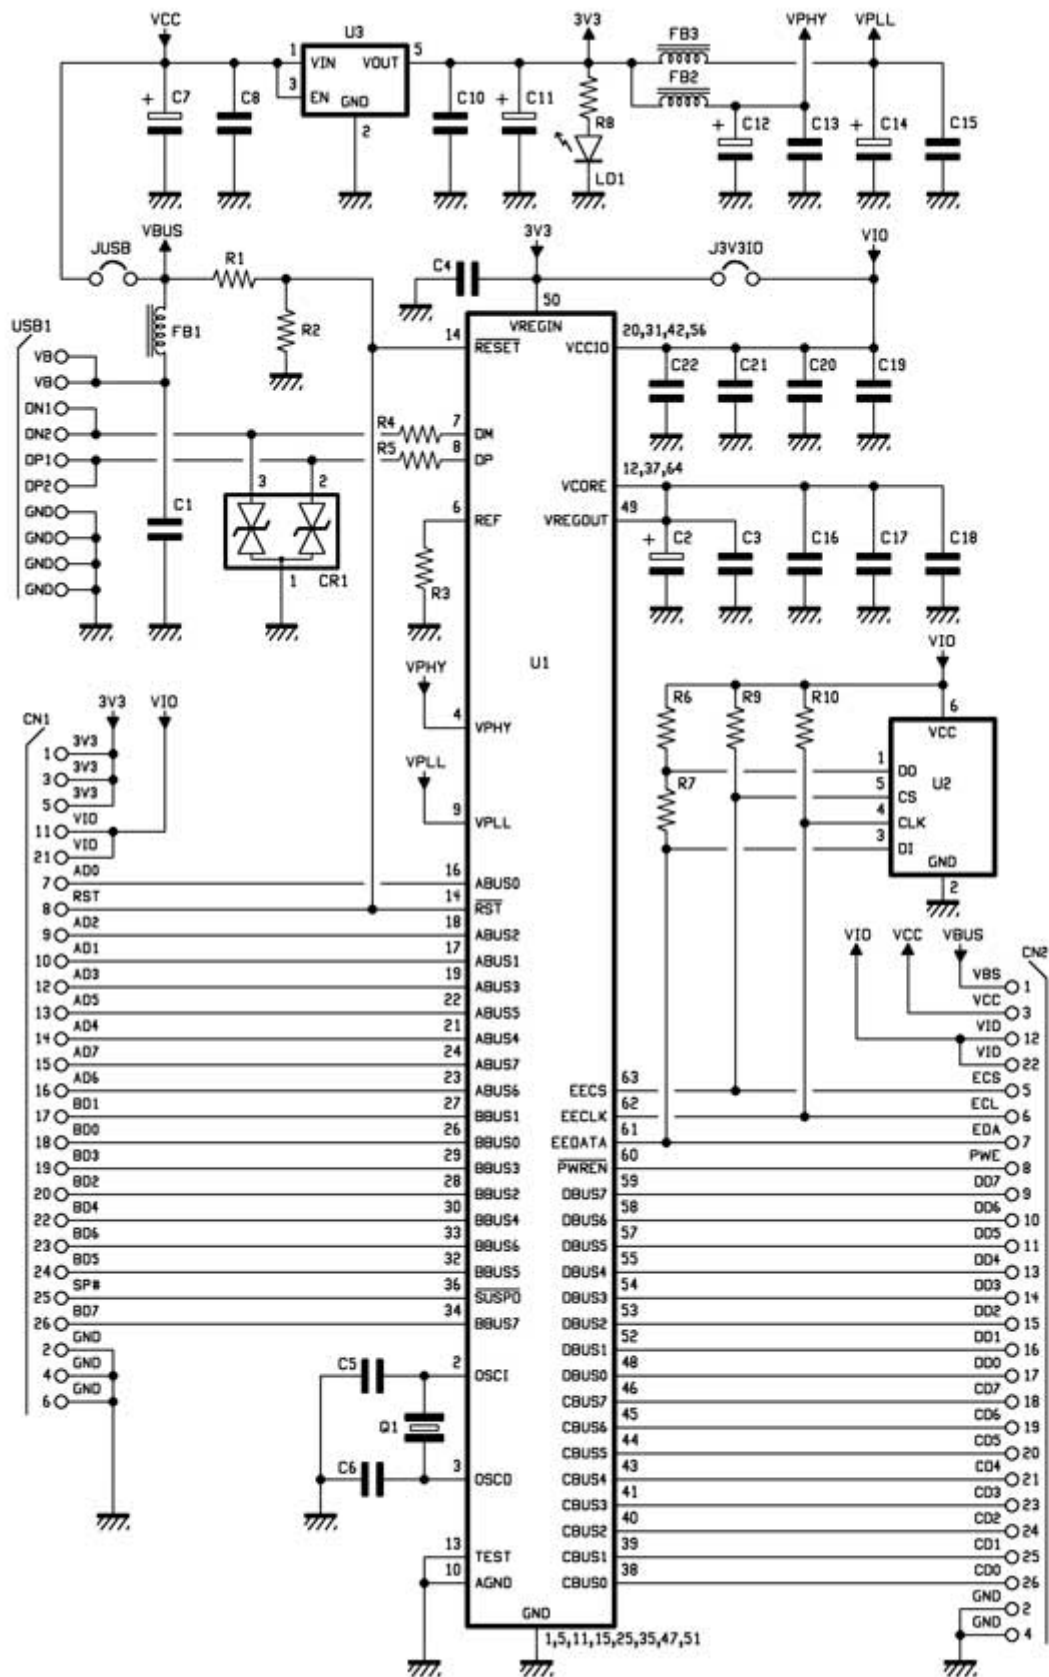 VCC
3V3
VPHY
VPLL
U3
1 VIN VOUT 5
3 EN
GND
2
FB3
FB2
+ C7
C8
C10
+ C11
R8
LD1
+ C12
C13
+ C14
C15
JUSB
VBUS
R1
R2
C4
3V3
J3V3IO
VIO
USB1
FB1
50
VREGIN
14 RESET
VCCIO 20,31,42,56
C22
C21
C20
C19
VB
VB
DN1
DN2
DP1
DP2
GND
GND
GND
GND
R4 7 DM
R5 8 DP
3
2
1
CR1
C1
6 REF
R3
VCORE 12,37,64
VREGOUT 49
+ C2
C3
C16
C17
C18
U1
VPHY
4 VPHY
VPLL
9 VPLL
VIO
R6
R9
R10
R7
6
VCC
1 DO
5 CS
4 CLK
3 DI
U2
GND
2
CN1
3V3
VIO
1 3V3
3 3V3
5 3V3
11 VIO
21 VIO
7 AD0 16 ABUS0
8 RST 14 RST
9 AD2 18 ABUS2
10 AD1 17 ABUS1
12 AD3 19 ABUS3
13 AD5 22 ABUS5
14 AD4 21 ABUS4
15 AD7 24 ABUS7
16 AD6 23 ABUS6
17 BD1 27 BBUS1
18 BD0 26 BBUS0
19 BD3 29 BBUS3
20 BD2 28 BBUS2
22 BD4 30 BBUS4
23 BD6 33 BBUS6
24 BD5 32 BBUS5
25 SP# 36 SUSPO
26 BD7 34 BBUS7
2 GND
4 GND
6 GND
C5 2 OSCI
Q1
C6 3 OSCO
13 TEST
10 AGND
GND
1,5,11,15,25,35,47,51
VIO
VCC
VBUS
CN2
VBS 1
VCC 3
VIO 12
VIO 22
EECS 63 ECS 5
EECLK 62 ECL 6
EEDATA 61 EDA 7
PWREN 60 PWE 8
DBUS7 59 DD7 9
DBUS6 58 DD6 10
DBUS5 57 DD5 11
DBUS4 55 DD4 13
DBUS3 54 DD3 14
DBUS2 53 DD2 15
DBUS1 52 DD1 16
DBUS0 48 DD0 17
CBUS7 46 CD7 18
CBUS6 45 CD6 19
CBUS5 44 CD5 20
CBUS4 43 CD4 21
CBUS3 41 CD3 23
CBUS2 40 CD2 24
CBUS1 39 CD1 25
CBUS0 38 CD0 26
GND 2
GND 4